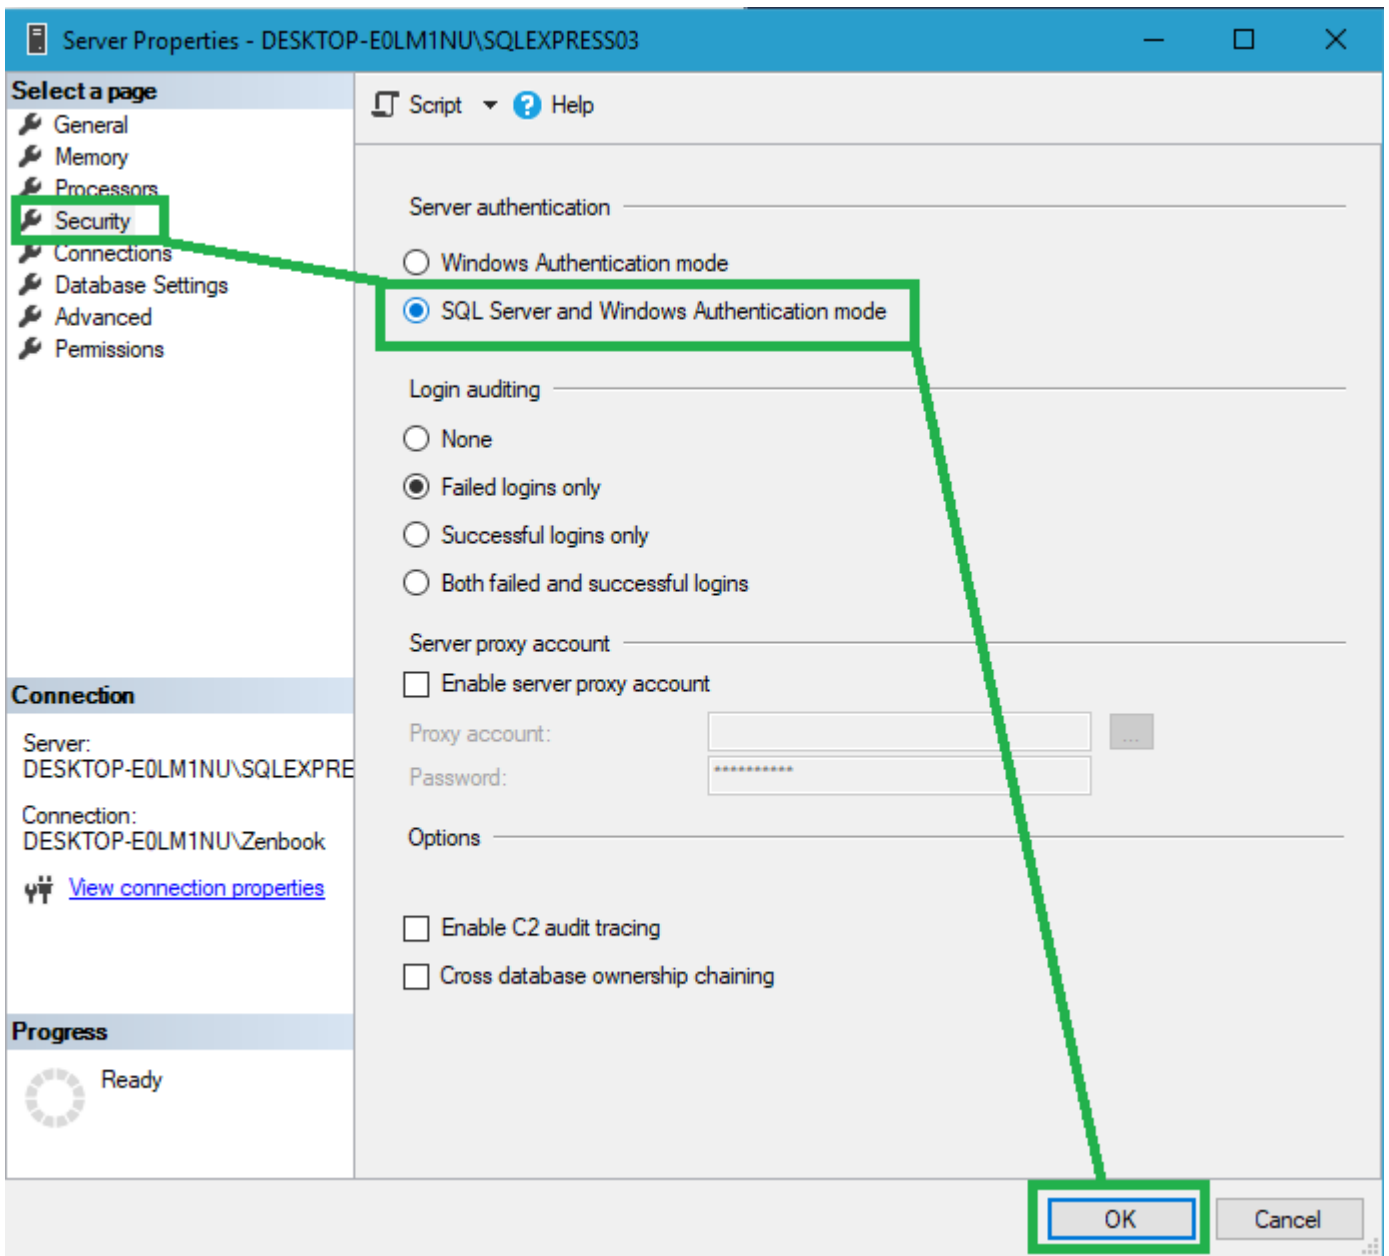 Server Properties - DESKTOP-E0LM1NU\SQLEXPRESS03
Select a page
General
Memory
Processors
Security
Connections
Database Settings
Advanced
Permissions
Script
Help
Server authentication
Windows Authentication mode
SQL Server and Windows Authentication mode
Login auditing
None
Failed logins only
Successful logins only
Both failed and successful logins
Server proxy account
Enable server proxy account
Proxy account:
...
Password:
**********
Options
Enable C2 audit tracing
Cross database ownership chaining
Connection
Server:
DESKTOP-E0LM1NU\SQLEXPRE
Connection:
DESKTOP-E0LM1NU\Zenbook
View connection properties
Progress
Ready
OK
Cancel